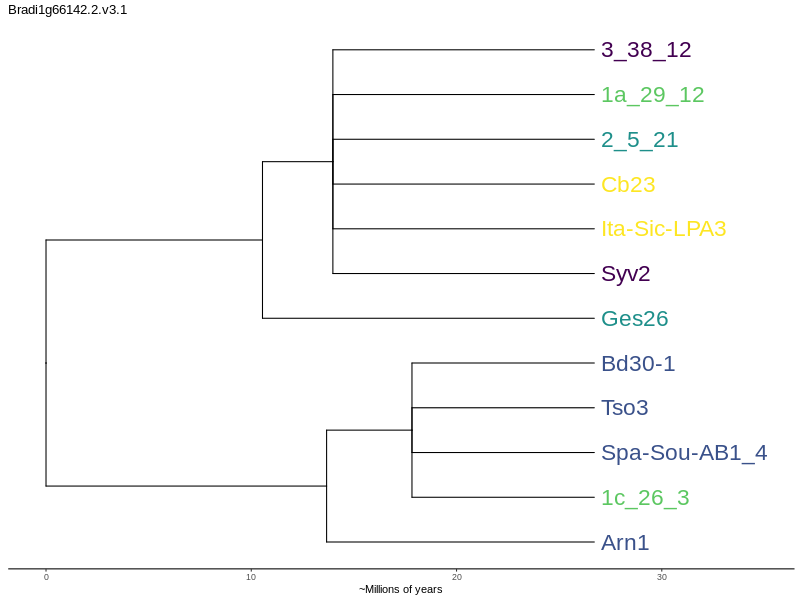 Bradi1g66142.2.v3.1
3_38_12
1a_29_12
2_5_21
Cb23
Ita-Sic-LPA3
Syv2
Ges26
Bd30-1
Tso3
Spa-Sou-AB1_4
1c_26_3
Arn1
0 10 20 30
~Millions of years